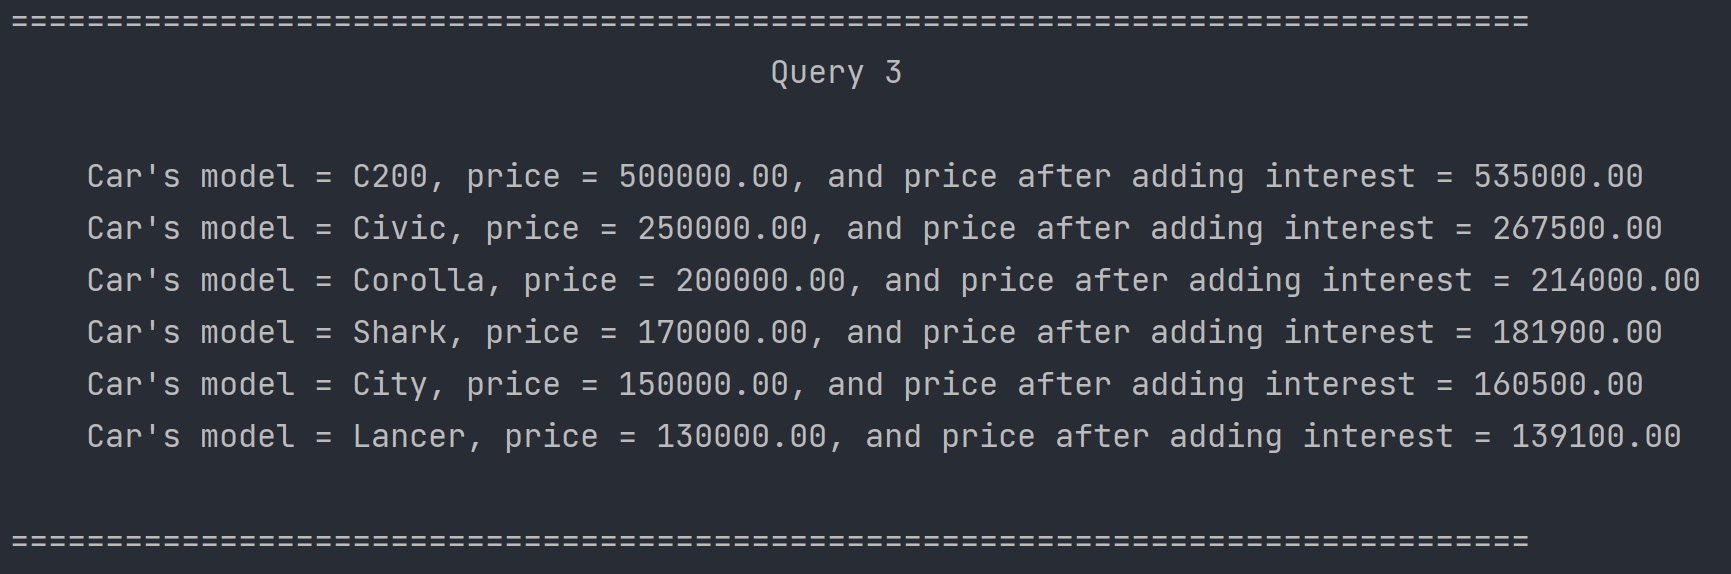 ================================================================================
Query 3
Car's model = C200, price = 500000.00, and price after adding interest = 535000.00
Car's model = Civic, price = 250000.00, and price after adding interest = 267500.00
Car's model = Corolla, price = 200000.00, and price after adding interest = 214000.00
Car's model = Shark, price = 170000.00, and price after adding interest = 181900.00
Car's model = City, price = 150000.00, and price after adding interest = 160500.00
Car's model = Lancer, price = 130000.00, and price after adding interest = 139100.00
================================================================================